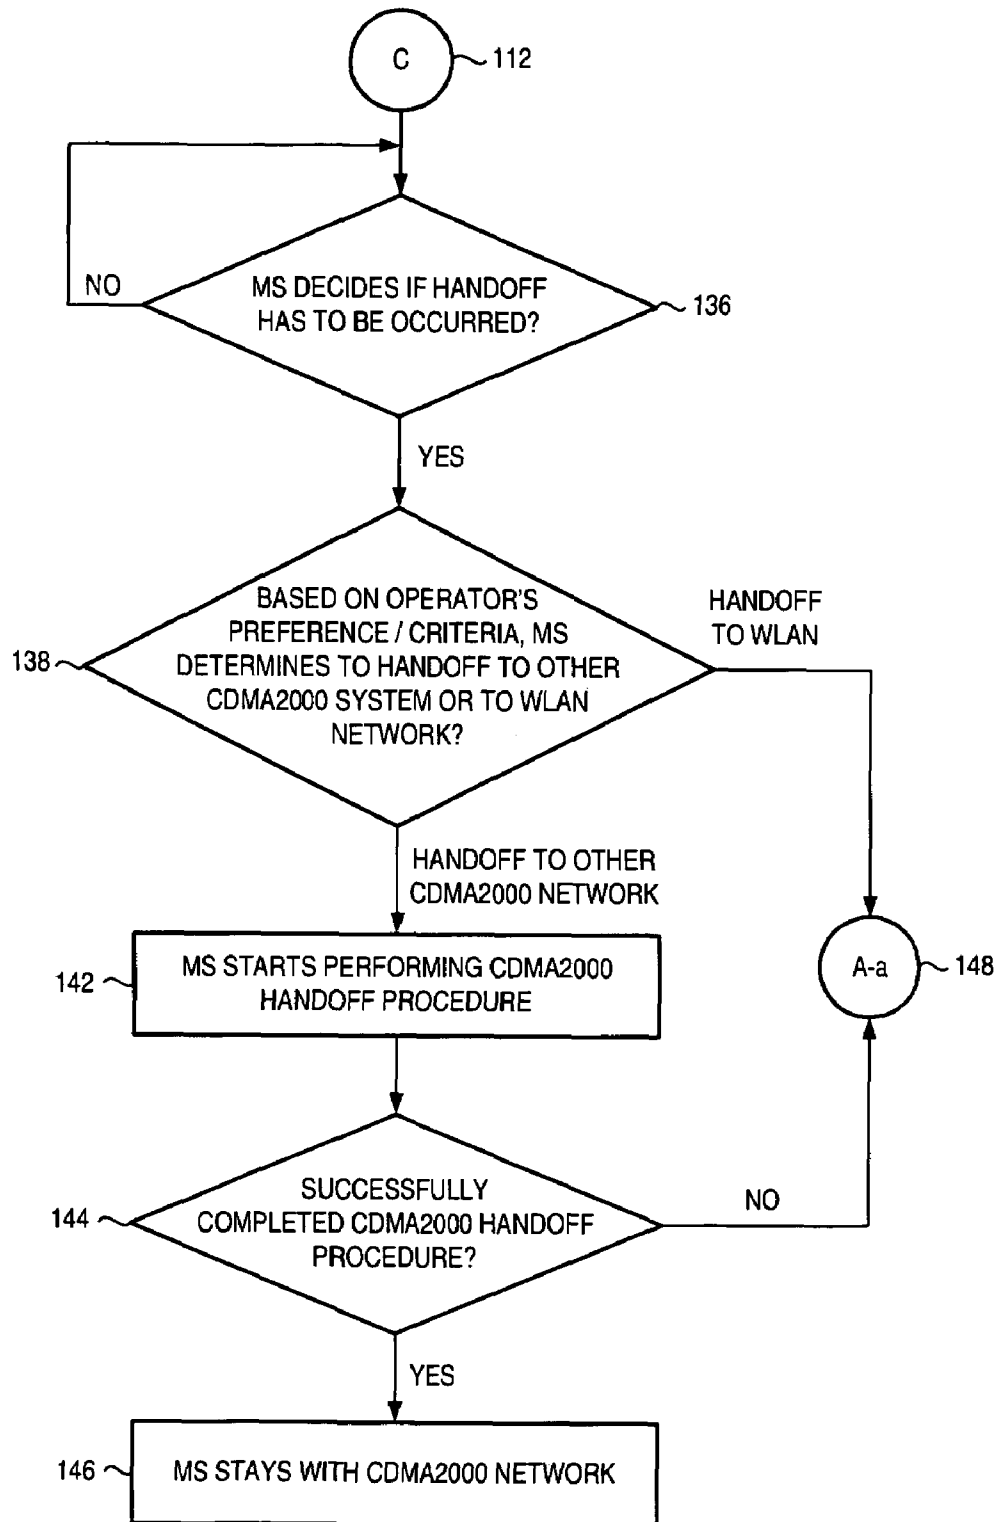 C
112
NO
MS DECIDES IF HANDOFF
HAS TO BE OCCURRED?
136
YES
138
BASED ON OPERATOR'S
PREFERENCE / CRITERIA, MS
DETERMINES TO HANDOFF TO OTHER
CDMA2000 SYSTEM OR TO WLAN
NETWORK?
HANDOFF
TO WLAN
HANDOFF TO OTHER
CDMA2000 NETWORK
142
MS STARTS PERFORMING CDMA2000
HANDOFF PROCEDURE
A-a
148
144
SUCCESSFULLY
COMPLETED CDMA2000 HANDOFF
PROCEDURE?
NO
YES
146
MS STAYS WITH CDMA2000 NETWORK